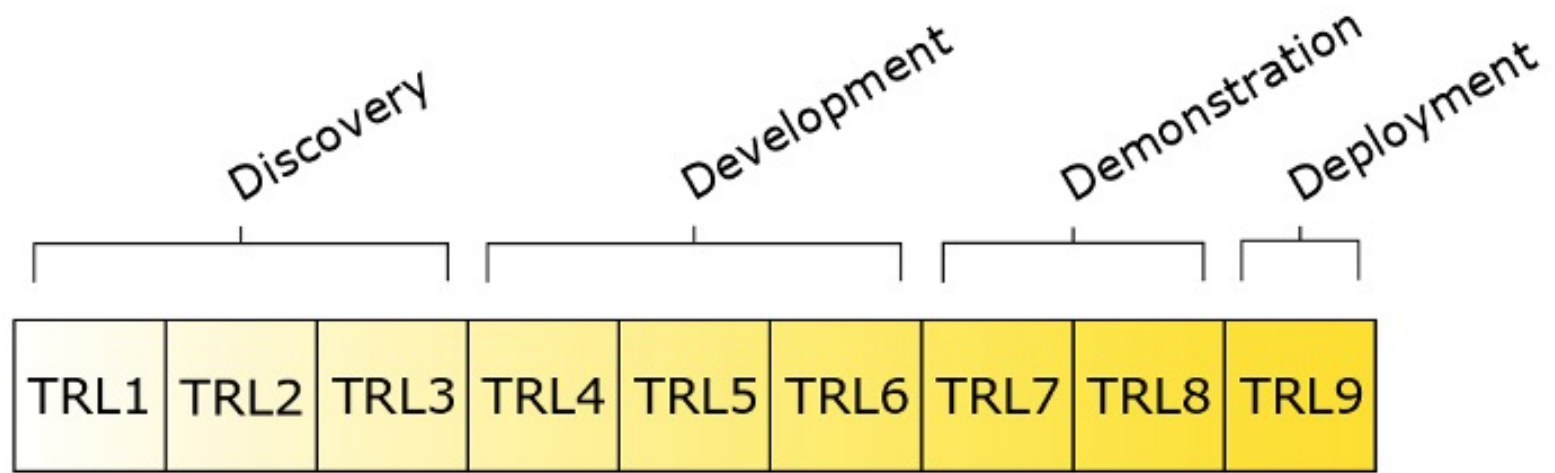 Discovery
Development
Demonstration
Deployment
TRL1 TRL2 TRL3 TRL4 TRL5 TRL6 TRL7 TRL8 TRL9